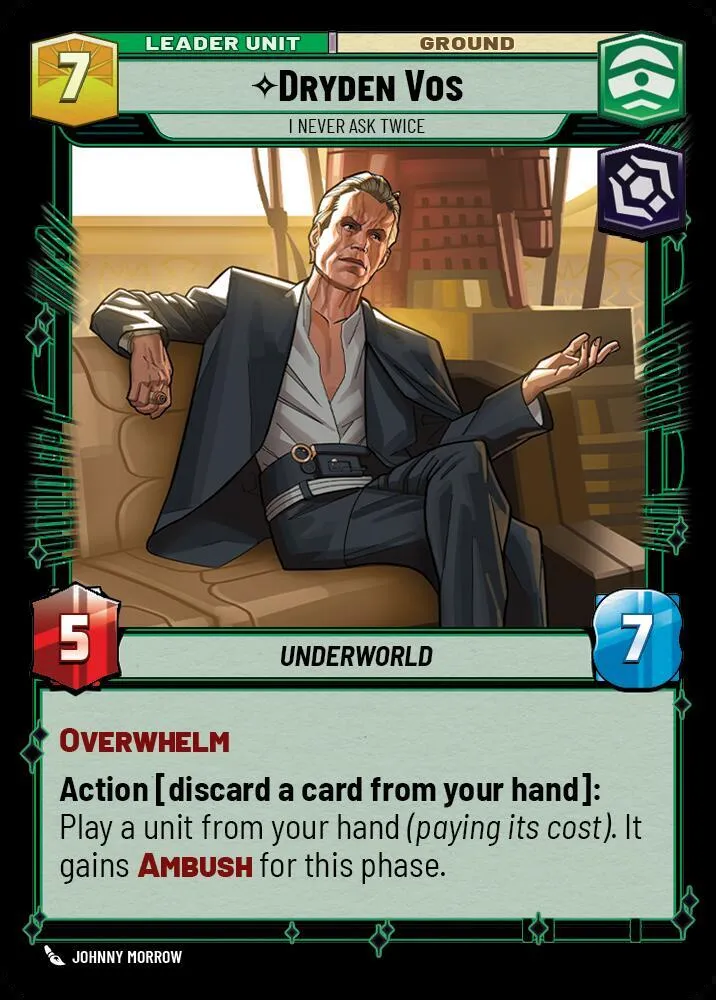 LEADER UNIT
GROUND
7
✧DRYDEN VOS
I NEVER ASK TWICE
5
UNDERWORLD
7
OVERWHELM
Action [discard a card from your hand]:
Play a unit from your hand (paying its cost). It
gains AMBUSH for this phase.
JOHNNY MORROW